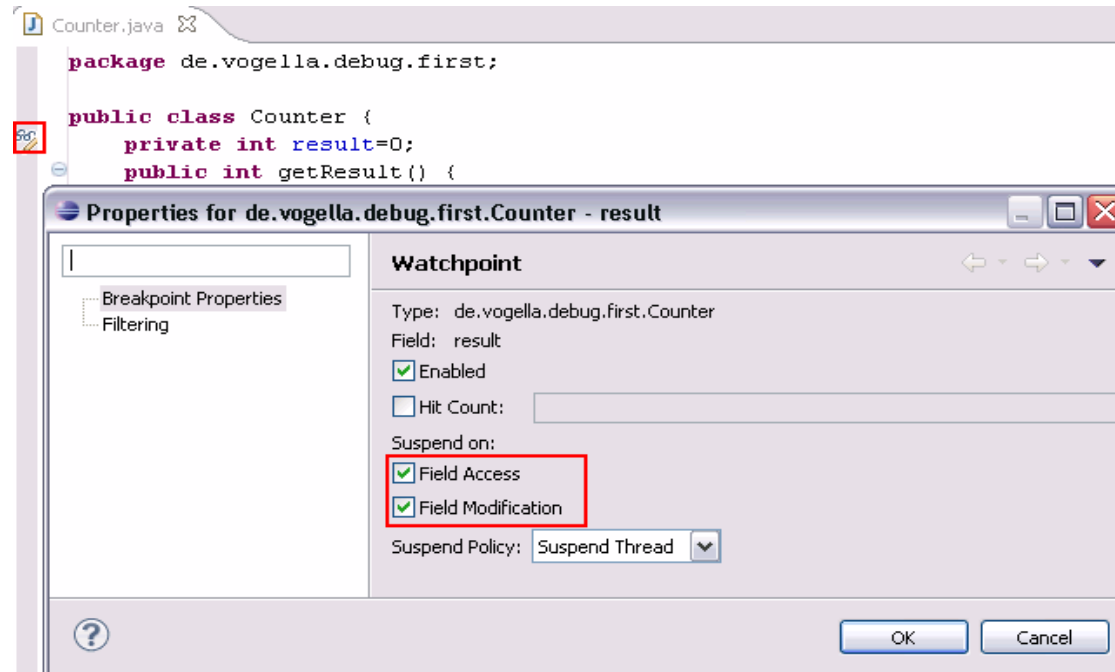 Counter.java
package de.vogella.debug.first;
public class Counter {
private int result=0;
public int getResult() {
Properties for de.vogella.debug.first.Counter - result
Breakpoint Properties
Filtering
Watchpoint
Type: de.vogella.debug.first.Counter
Field: result
Enabled
Hit Count:
Suspend on:
Field Access
Field Modification
Suspend Policy: Suspend Thread
OK Cancel